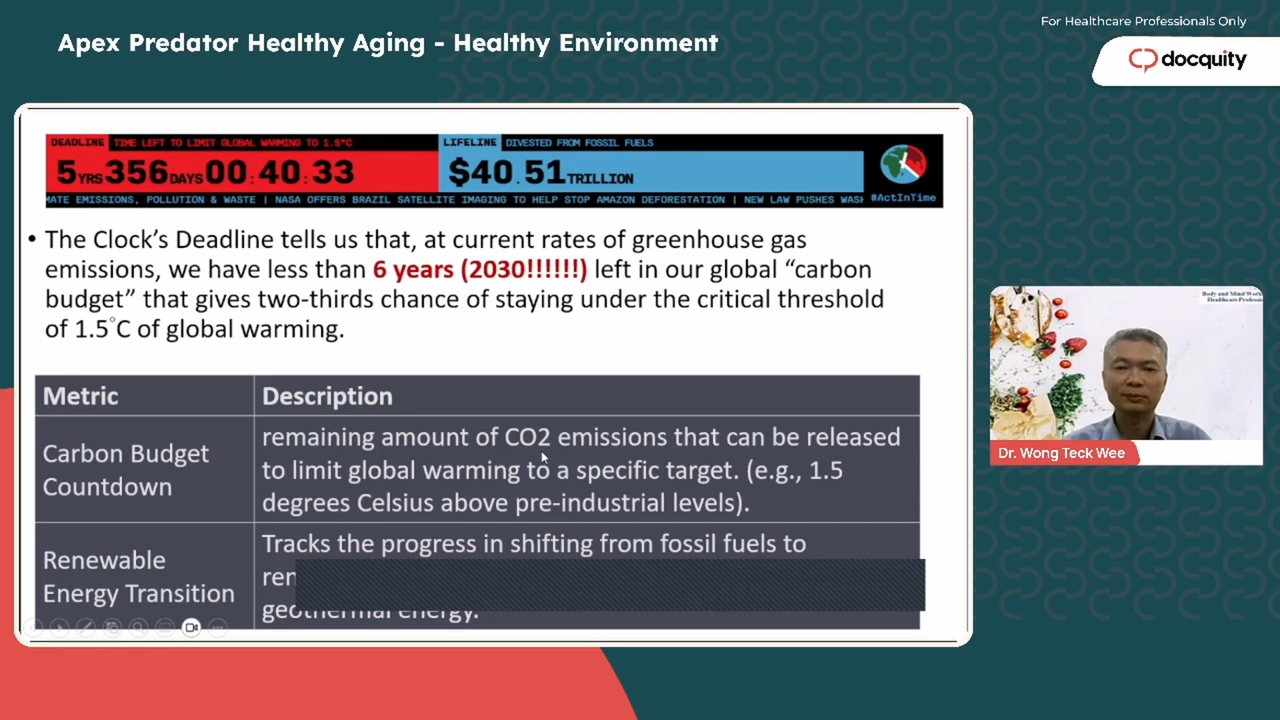 For Healthcare Professionals Only
Apex Predator Healthy Aging - Healthy Environment
docquity
DEADLINE TIME LEFT TO LIMIT GLOBAL WARMING TO 1.5°C
LIFELINE DIVESTED FROM FOSSIL FUELS
5YRS356DAYS00:40:33
$40.51TRILLION
EMISSIONS, POLLUTION & WASTE | NASA OFFERS BRAZIL SATELLITE IMAGING TO HELP STOP AMAZON DEFORESTATION | NEW LAW PUSHES
#ActInTime
• The Clock's Deadline tells us that, at current rates of greenhouse gas
emissions, we have less than 6 years (2030!!!!!!) left in our global “carbon
budget” that gives two-thirds chance of staying under the critical threshold
of 1.5°C of global warming.
Metric
Description
Carbon Budget
Countdown
remaining amount of CO2 emissions that can be released
to limit global warming to a specific target. (e.g., 1.5
degrees Celsius above pre-industrial levels).
Renewable
Energy Transition
Tracks the progress in shifting from fossil fuels to
geothermal energy.
Body and Mind
Healthcare
Dr. Wong Teck Wee